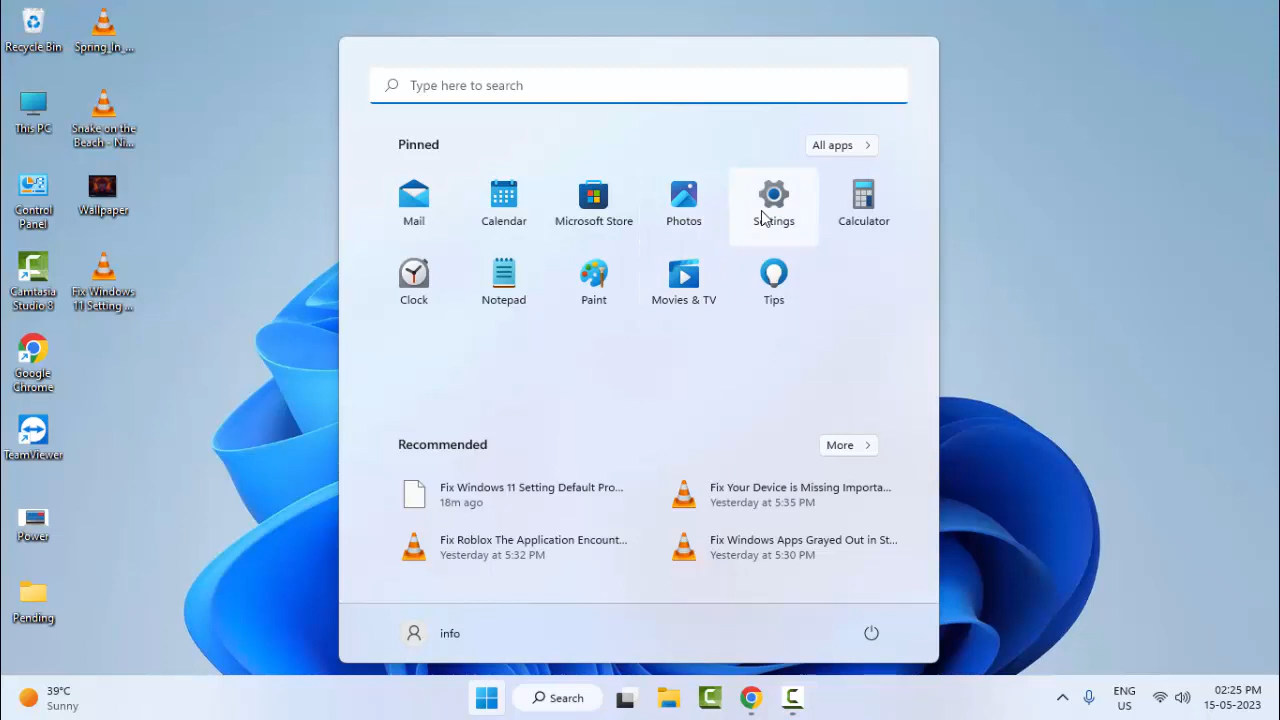 Recycle Bin
Spring_In_...
This PC
Snake on the
Beach - Ni...
Control
Panel
Wallpaper
Camtasia
Studio 8
Fix Windows
11 Setting ...
Google
Chrome
TeamViewer
Power
Pending
Type here to search
Pinned
All apps
Mail
Calendar
Microsoft Store
Photos
Settings
Calculator
Clock
Notepad
Paint
Movies & TV
Tips
Recommended
More
Fix Windows 11 Setting Default Pro...
18m ago
Fix Your Device is Missing Importa...
Yesterday at 5:35 PM
Fix Roblox The Application Encount...
Yesterday at 5:32 PM
Fix Windows Apps Grayed Out in St...
Yesterday at 5:30 PM
info
39°C
Sunny
Search
ENG
US
02:25 PM
15-05-2023